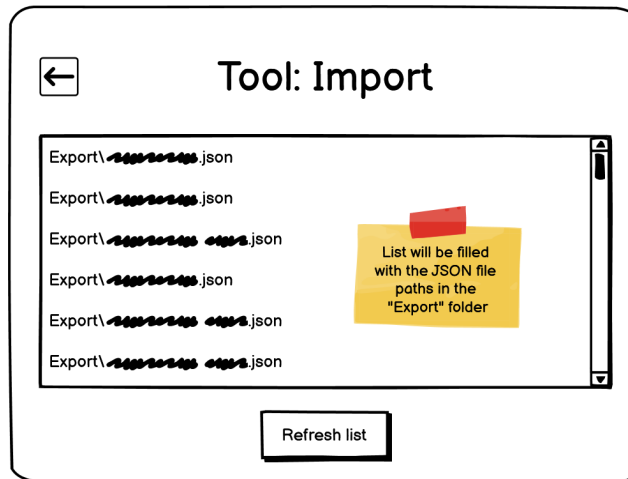 Tool: Import
Export\ .json
Export\ .json
Export\ .json
Export\ .json
Export\ .json
Export\ .json
List will be filled
with the JSON file
paths in the
"Export" folder
Refresh list